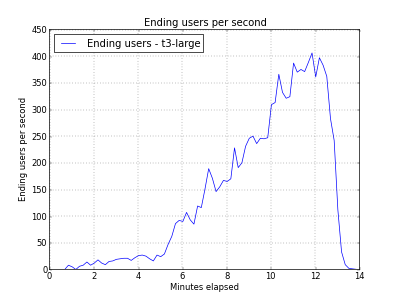 Ending users per second
Ending users - t3-large
Ending users per second
450
400
350
300
250
200
150
100
50
0
0 2 4 6 8 10 12 14
Minutes elapsed